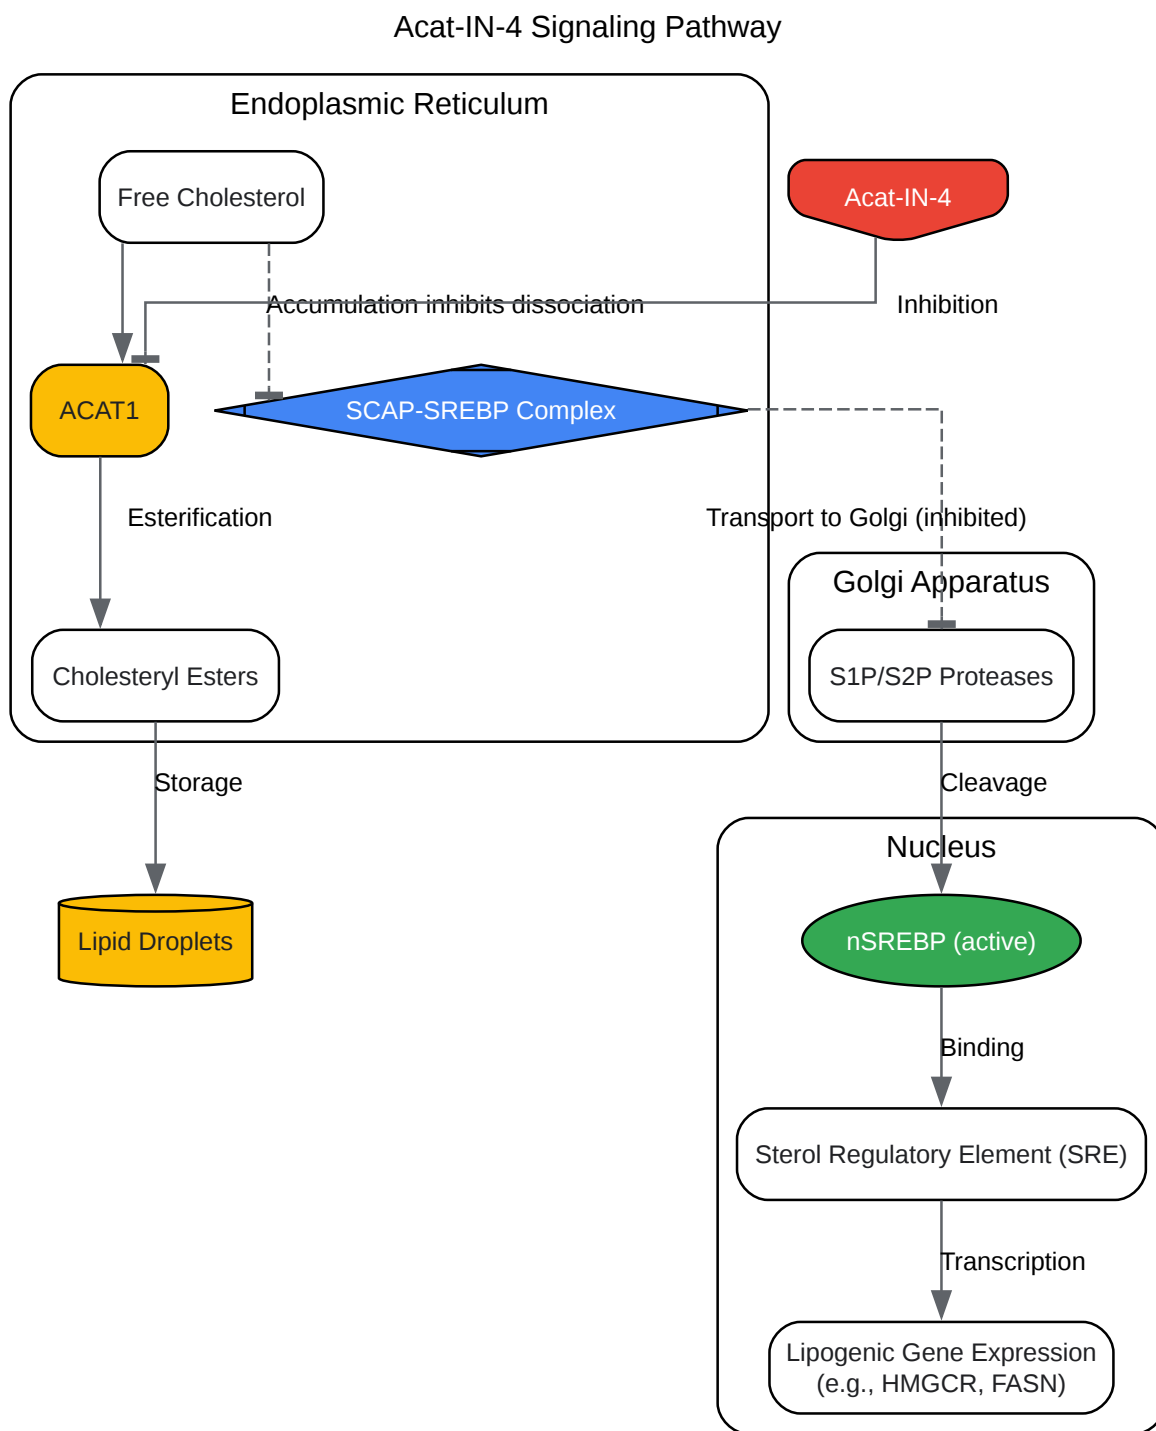 Acat-IN-4 Signaling Pathway
Endoplasmic Reticulum
Free Cholesterol
Acat-IN-4
Accumulation inhibits dissociation
Inhibition
ACAT1
SCAP-SREBP Complex
Esterification
Transport to Golgi (inhibited)
Golgi Apparatus
Cholesteryl Esters
S1P/S2P Proteases
Storage
Cleavage
Nucleus
Lipid Droplets
nSREBP (active)
Binding
Sterol Regulatory Element (SRE)
Transcription
Lipogenic Gene Expression
(e.g., HMGCR, FASN)